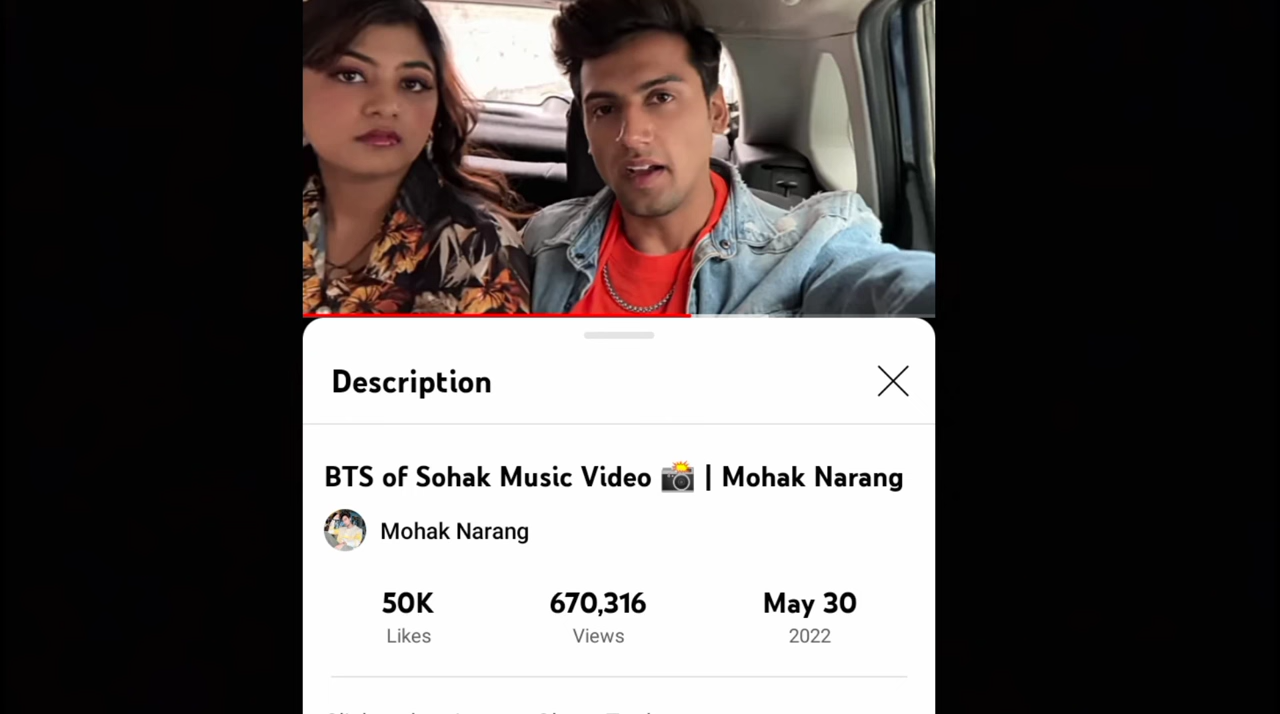 Description
BTS of Sohak Music Video 📸 | Mohak Narang
Mohak Narang
50K 670,316 May 30
Likes Views 2022